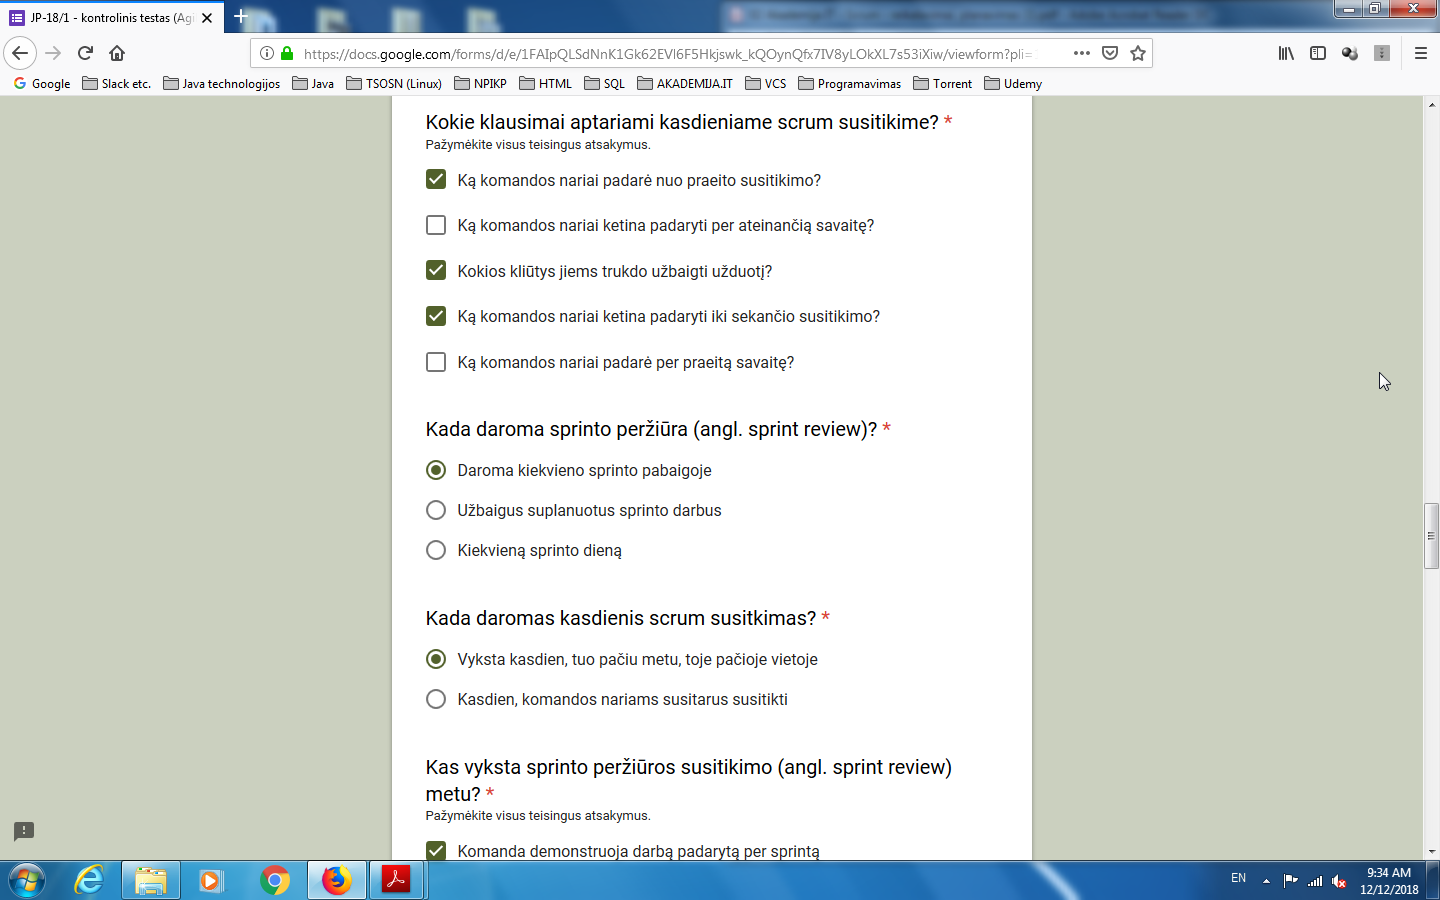 JP-18/1 - kontrolinis testas (Agi
https://docs.google.com/forms/d/e/1FAIpQLSdNnK1Gk62EVl6F5Hkjswk_kQOynQfx7IV8yLOkXL7s53iXiw/viewform?pli=
Google Slack etc. Java technologijos Java TSOSN (Linux) NPIKP HTML SQL AKADEMIJA.IT VCS Programavimas Torrent Udemy
Kokie klausimai aptariami kasdieniame scrum susitikime? *
Pažymėkite visus teisingus atsakymus.
Ką komandos nariai padarė nuo praeito susitikimo?
Ką komandos nariai ketina padaryti per ateinančią savaitę?
Kokios kliūtys jiems trukdo užbaigti užduotį?
Ką komandos nariai ketina padaryti iki sekančio susitikimo?
Ką komandos nariai padarė per praeitą savaitę?
Kada daroma sprinto peržiūra (angl. sprint review)? *
Daroma kiekvieno sprinto pabaigoje
Užbaigus suplanuotus sprinto darbus
Kiekvieną sprinto dieną
Kada daromas kasdienis scrum susitkimas? *
Vyksta kasdien, tuo pačiu metu, toje pačioje vietoje
Kasdien, komandos nariams susitarus susitikti
Kas vyksta sprinto peržiūros susitikimo (angl. sprint review)
metu? *
Pažymėkite visus teisingus atsakymus.
Komanda demonstruoja darbą padarytą per sprintą
EN
9:34 AM
12/12/2018